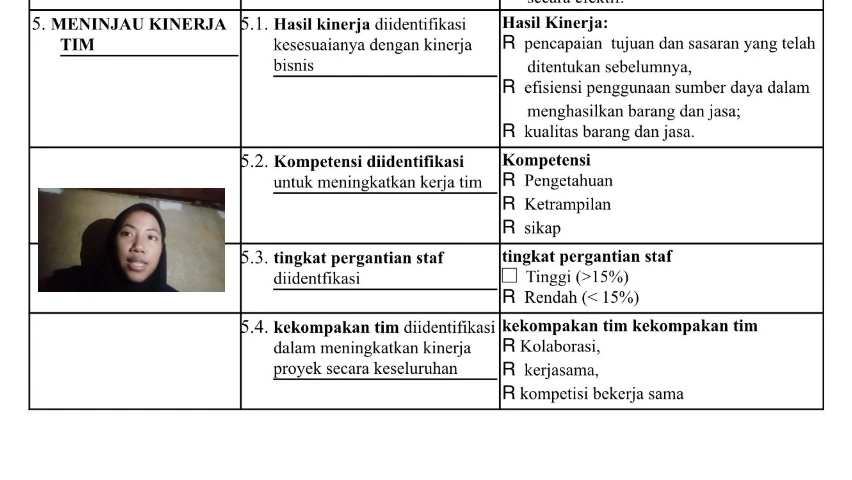 secara efektif.
5. MENINJAU KINERJA
TIM
5.1. Hasil kinerja diidentifikasi
kesesuaianya dengan kinerja
bisnis
Hasil Kinerja:
R pencapaian tujuan dan sasaran yang telah
ditentukan sebelumnya,
R efisiensi penggunaan sumber daya dalam
menghasilkan barang dan jasa;
R kualitas barang dan jasa.
5.2. Kompetensi diidentifikasi
untuk meningkatkan kerja tim
Kompetensi
R Pengetahuan
R Ketrampilan
R sikap
5.3. tingkat pergantian staf
diidentfikasi
tingkat pergantian staf
☐ Tinggi (>15%)
R Rendah (< 15%)
5.4. kekompakan tim diidentifikasi
dalam meningkatkan kinerja
proyek secara keseluruhan
kekompakan tim kekompakan tim
R Kolaborasi,
R kerjasama,
R kompetisi bekerja sama